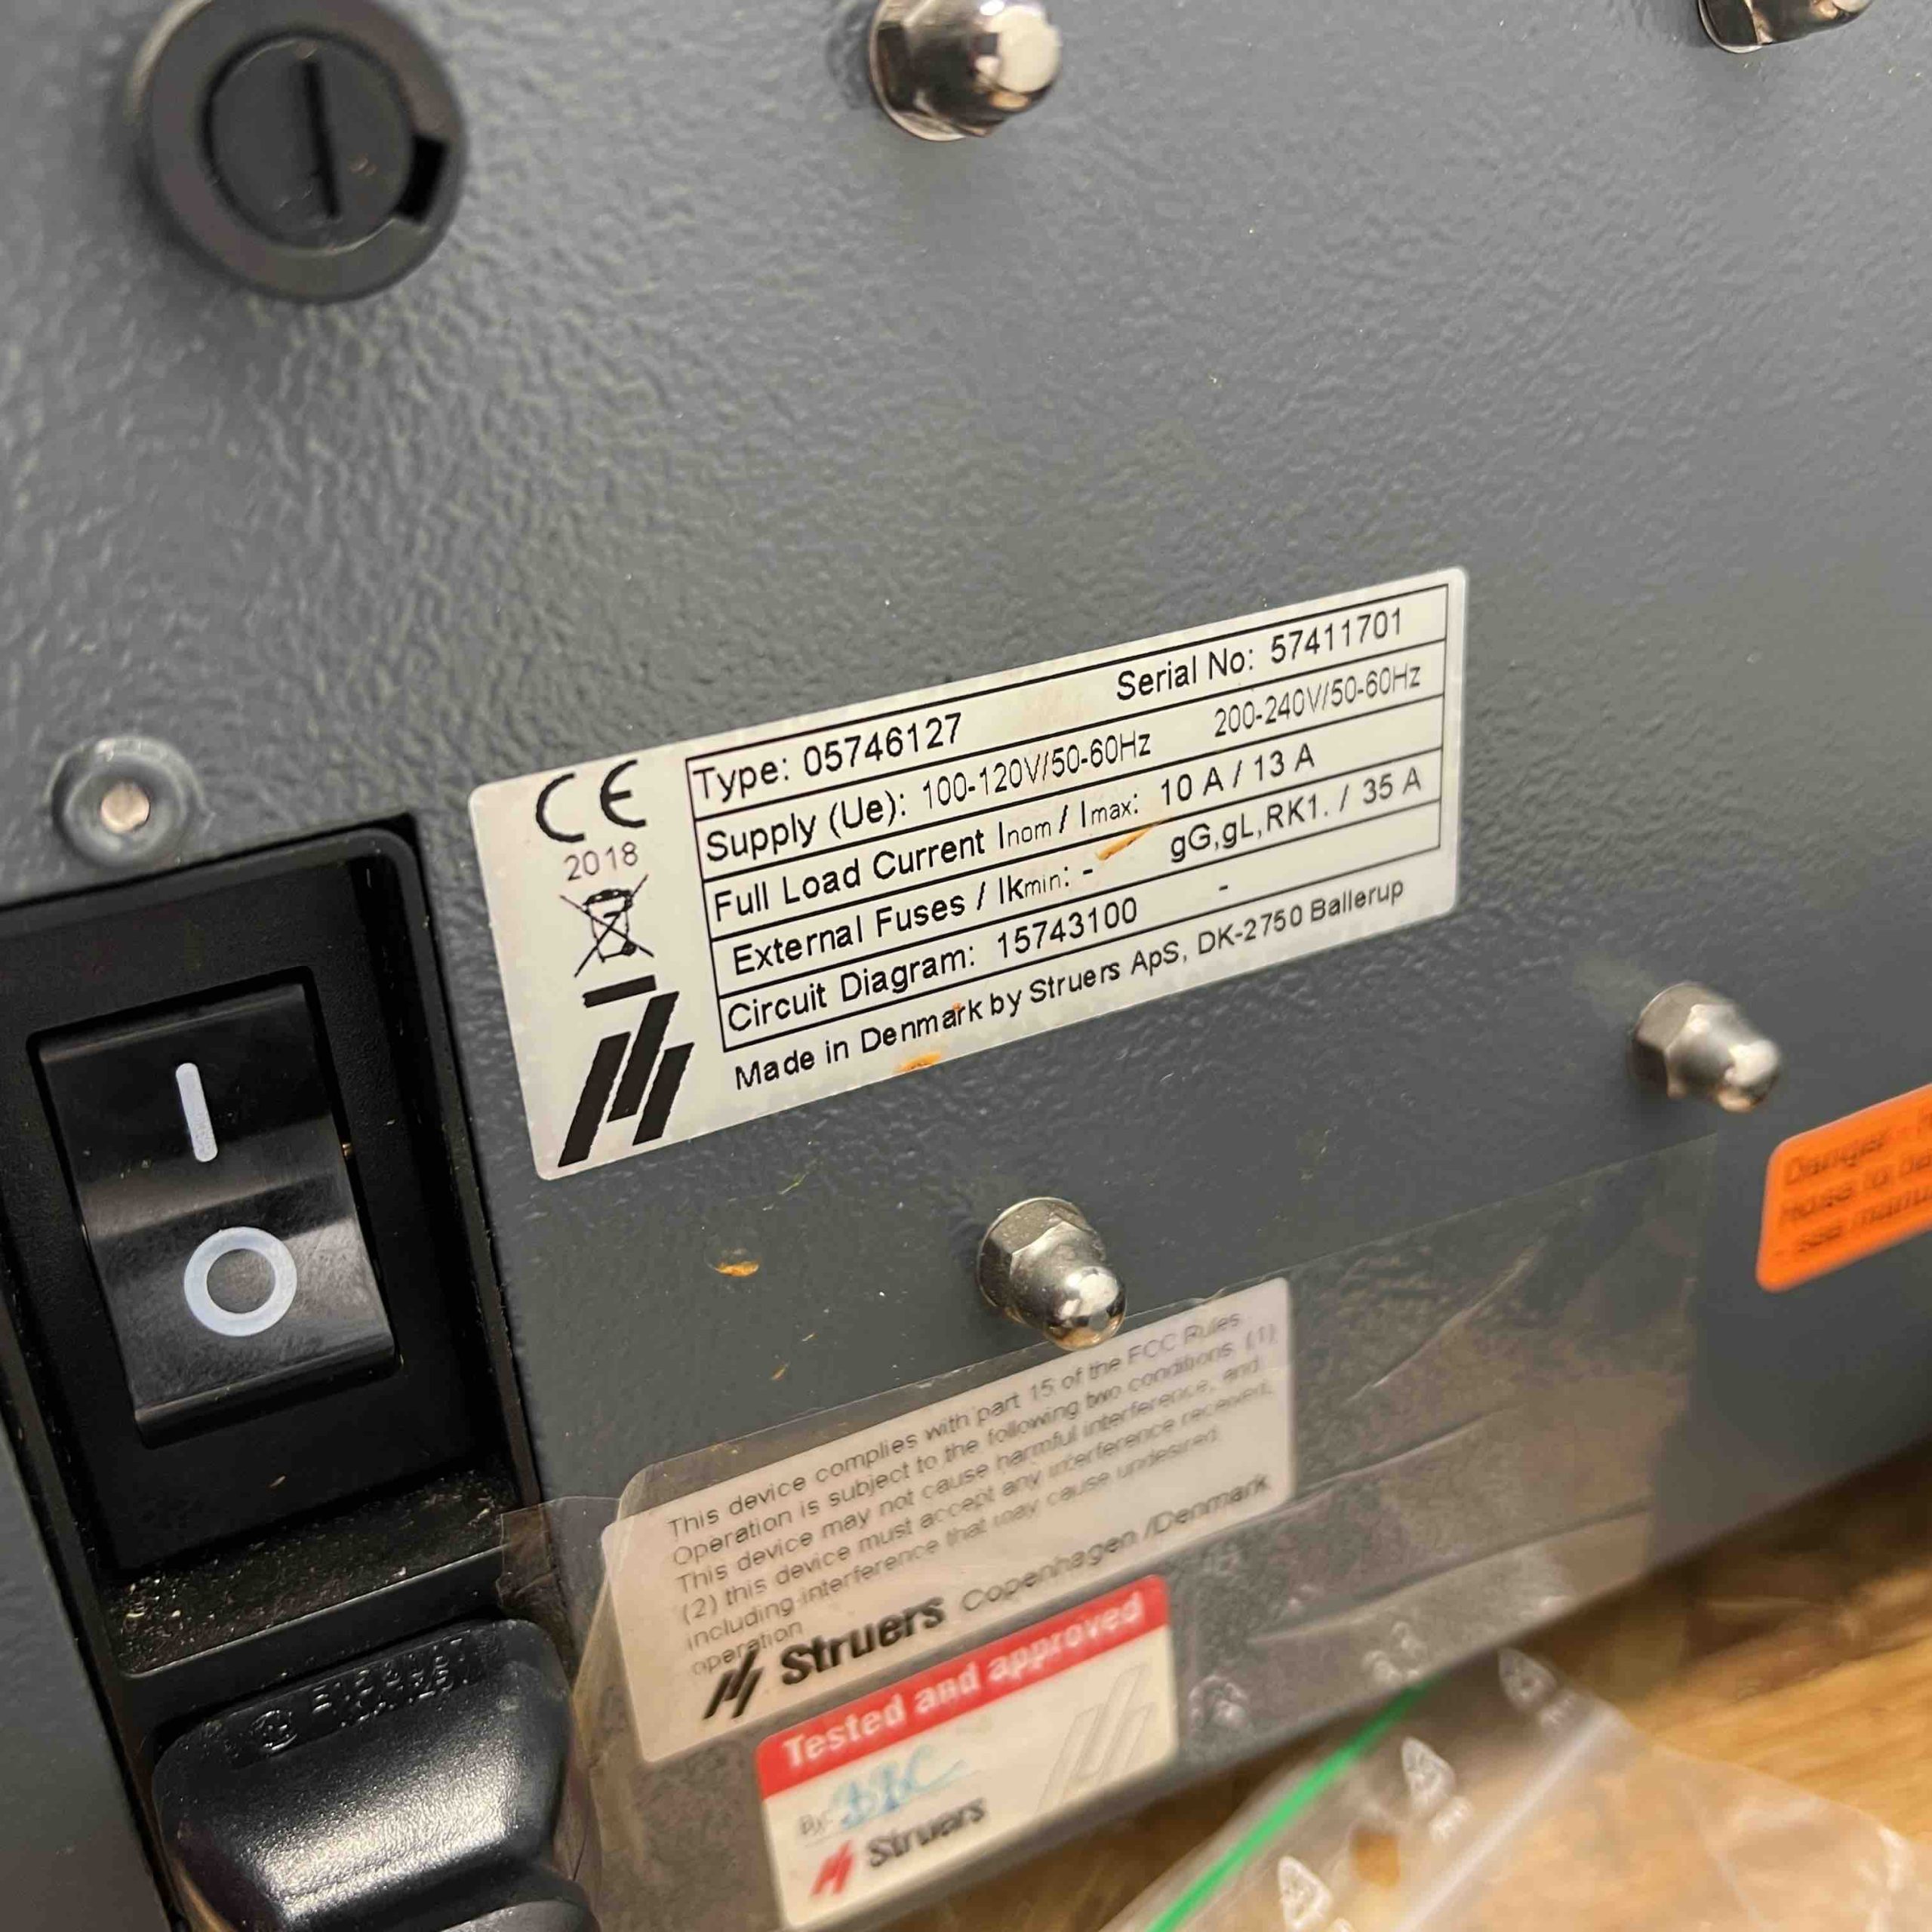 CE
2018
Type: 05746127 Serial No: 57411701
Supply (Ue): 100-120V/50-60Hz 200-240V/50-60Hz
Full Load Current Inom / Imax: 10 A / 13 A
External Fuses / Ikmin: - gG,gL,RK1. / 35 A
Circuit Diagram: 15743100 -
Made in Denmark by Struers ApS, DK-2750 Ballerup
Danger -
see
This device complies with part 15 of the FCC Rules.
Operation is subject to the following two conditions: (1)
This device may not cause harmful interference, and
(2) this device must accept any interference received,
including interference that may cause undesired
operation
Struers Copenhagen /Denmark
Tested and approved
By:
Struers